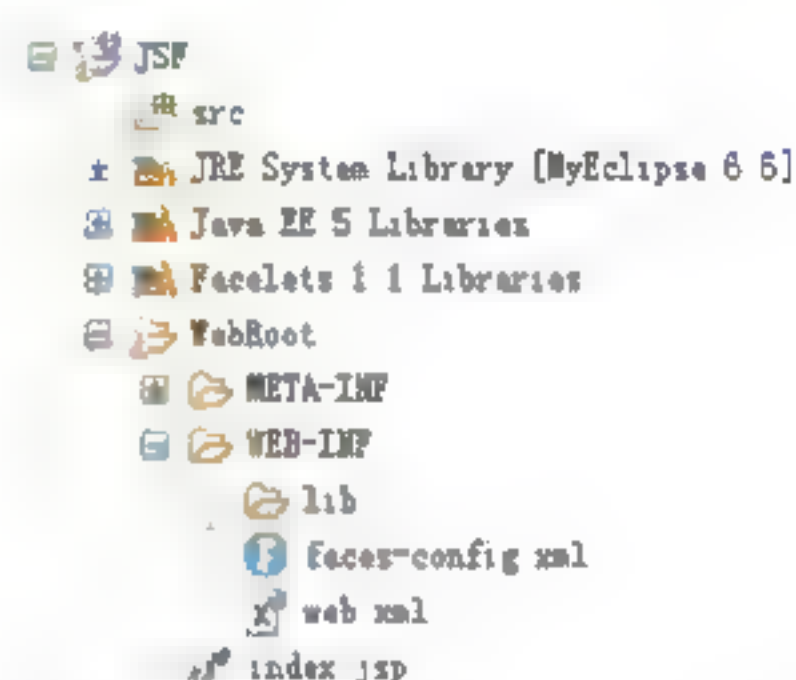 JSF
src
JRE System Library [MyEclipse 6.6]
Java EE 5 Libraries
Facelets 1.1 Libraries
WebRoot
META-INF
WEB-INF
lib
faces-config.xml
web.xml
index.jsp